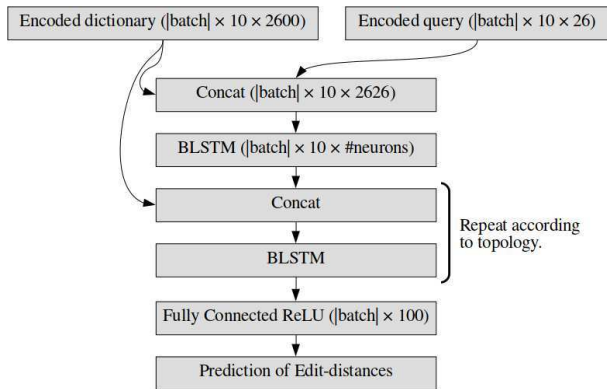 Encoded dictionary (|batch| × 10 × 2600)
Encoded query (|batch| × 10 × 26)
Concat (|batch| × 10 × 2626)
BLSTM (|batch| × 10 × #neurons)
Concat
BLSTM
Repeat according
to topology.
Fully Connected ReLU (|batch| × 100)
Prediction of Edit-distances